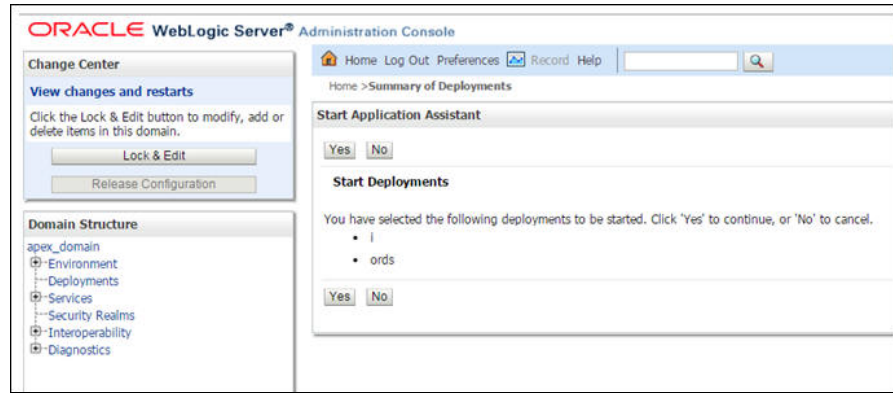 ORACLE WebLogic Server® Administration Console
Change Center
View changes and restarts
Click the Lock & Edit button to modify, add or
delete items in this domain.
Lock & Edit
Release Configuration
Domain Structure
apex_domain
Environment
Deployments
Services
Security Realms
Interoperability
Diagnostics
Home Log Out Preferences Record Help
Home >Summary of Deployments
Start Application Assistant
Yes No
Start Deployments
You have selected the following deployments to be started. Click 'Yes' to continue, or 'No' to cancel.
• i
• ords
Yes No